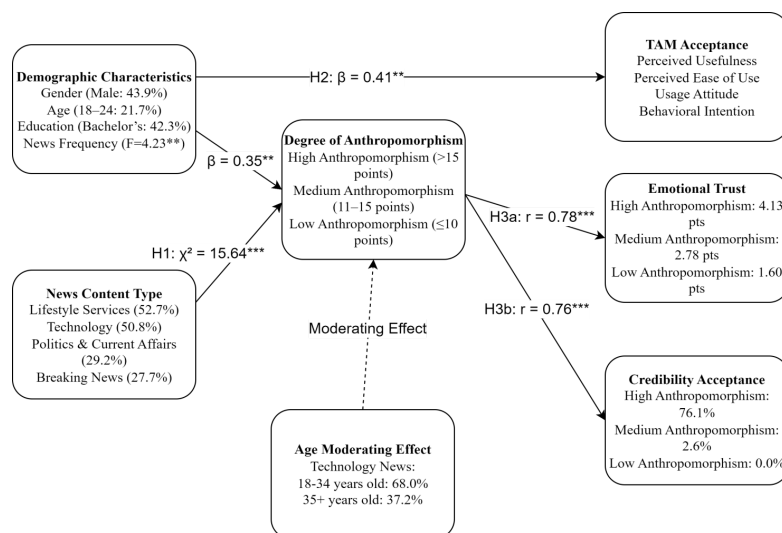 Demographic Characteristics
Gender (Male: 43.9%)
Age (18–24: 21.7%)
Education (Bachelor's: 42.3%)
News Frequency (F=4.23**)
H2: β = 0.41**
TAM Acceptance
Perceived Usefulness
Perceived Ease of Use
Usage Attitude
Behavioral Intention
β = 0.35**
Degree of Anthropomorphism
High Anthropomorphism (>15
points)
Medium Anthropomorphism
(11–15 points)
Low Anthropomorphism (≤10
points)
H1: χ² = 15.64***
News Content Type
Lifestyle Services (52.7%)
Technology (50.8%)
Politics & Current Affairs
(29.2%)
Breaking News (27.7%)
H3a: r = 0.78***
Emotional Trust
High Anthropomorphism: 4.13
pts
Medium Anthropomorphism:
2.78 pts
Low Anthropomorphism: 1.60
pts
H3b: r = 0.76***
Moderating Effect
Credibility Acceptance
High Anthropomorphism:
76.1%
Medium Anthropomorphism:
2.6%
Low Anthropomorphism: 0.0%
Age Moderating Effect
Technology News:
18-34 years old: 68.0%
35+ years old: 37.2%